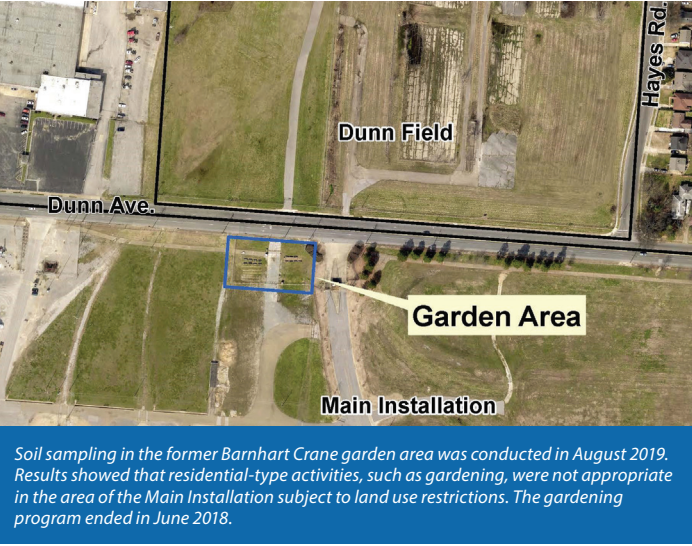 Hayes Rd.
Dunn Field
Dunn Ave.
Garden Area
Main Installation
Soil sampling in the former Barnhart Crane garden area was conducted in August 2019.
Results showed that residential-type activities, such as gardening, were not appropriate
in the area of the Main Installation subject to land use restrictions. The gardening
program ended in June 2018.